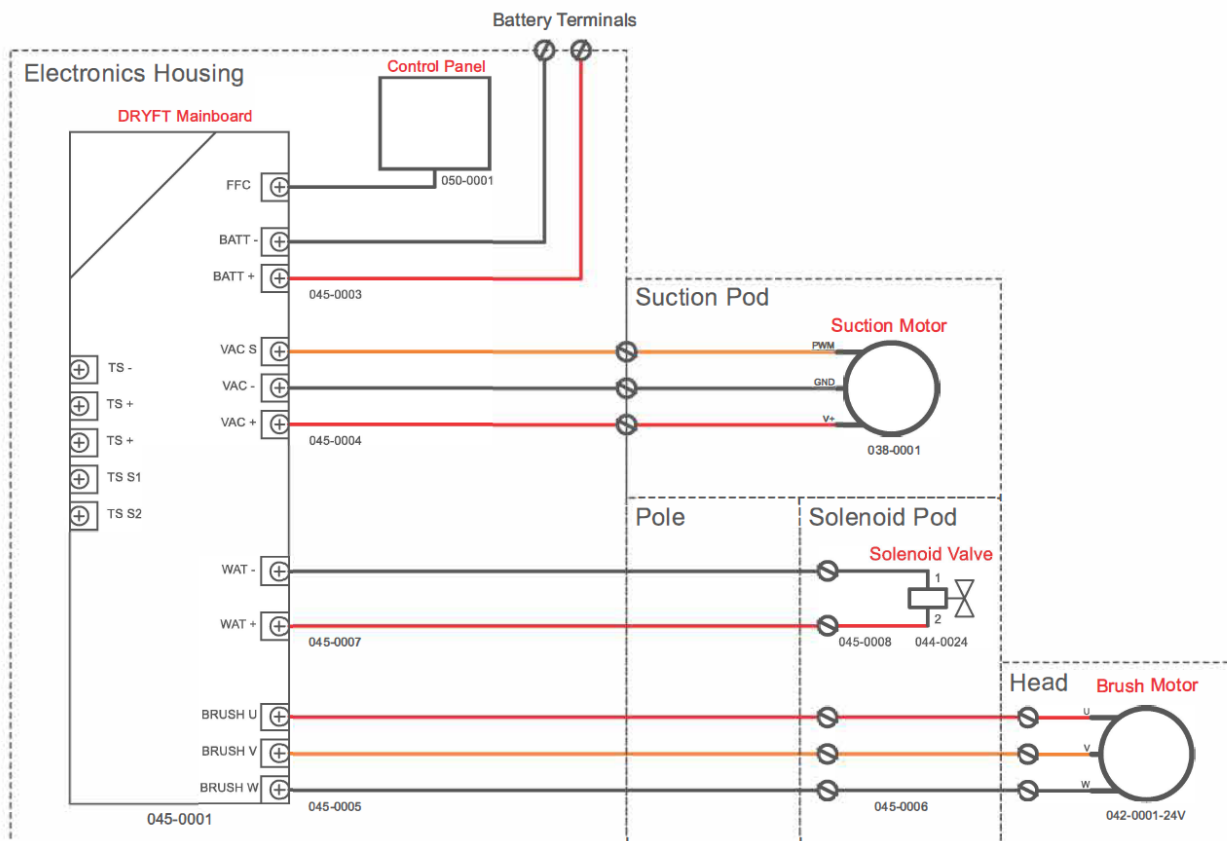 Battery Terminals
Electronics Housing
Control Panel
DRYFT Mainboard
FFC
050-0001
BATT -
BATT +
045-0003
Suction Pod
Suction Motor
VAC S
PWM
TS -
VAC -
GND
TS +
VAC +
V+
045-0004
038-0001
TS +
TS S1
TS S2
Pole
Solenoid Pod
Solenoid Valve
WAT -
1
WAT +
2
045-0007
045-0008
044-0024
Head
Brush Motor
BRUSH U
U
BRUSH V
V
BRUSH W
W
045-0005
045-0006
042-0001-24V
045-0001